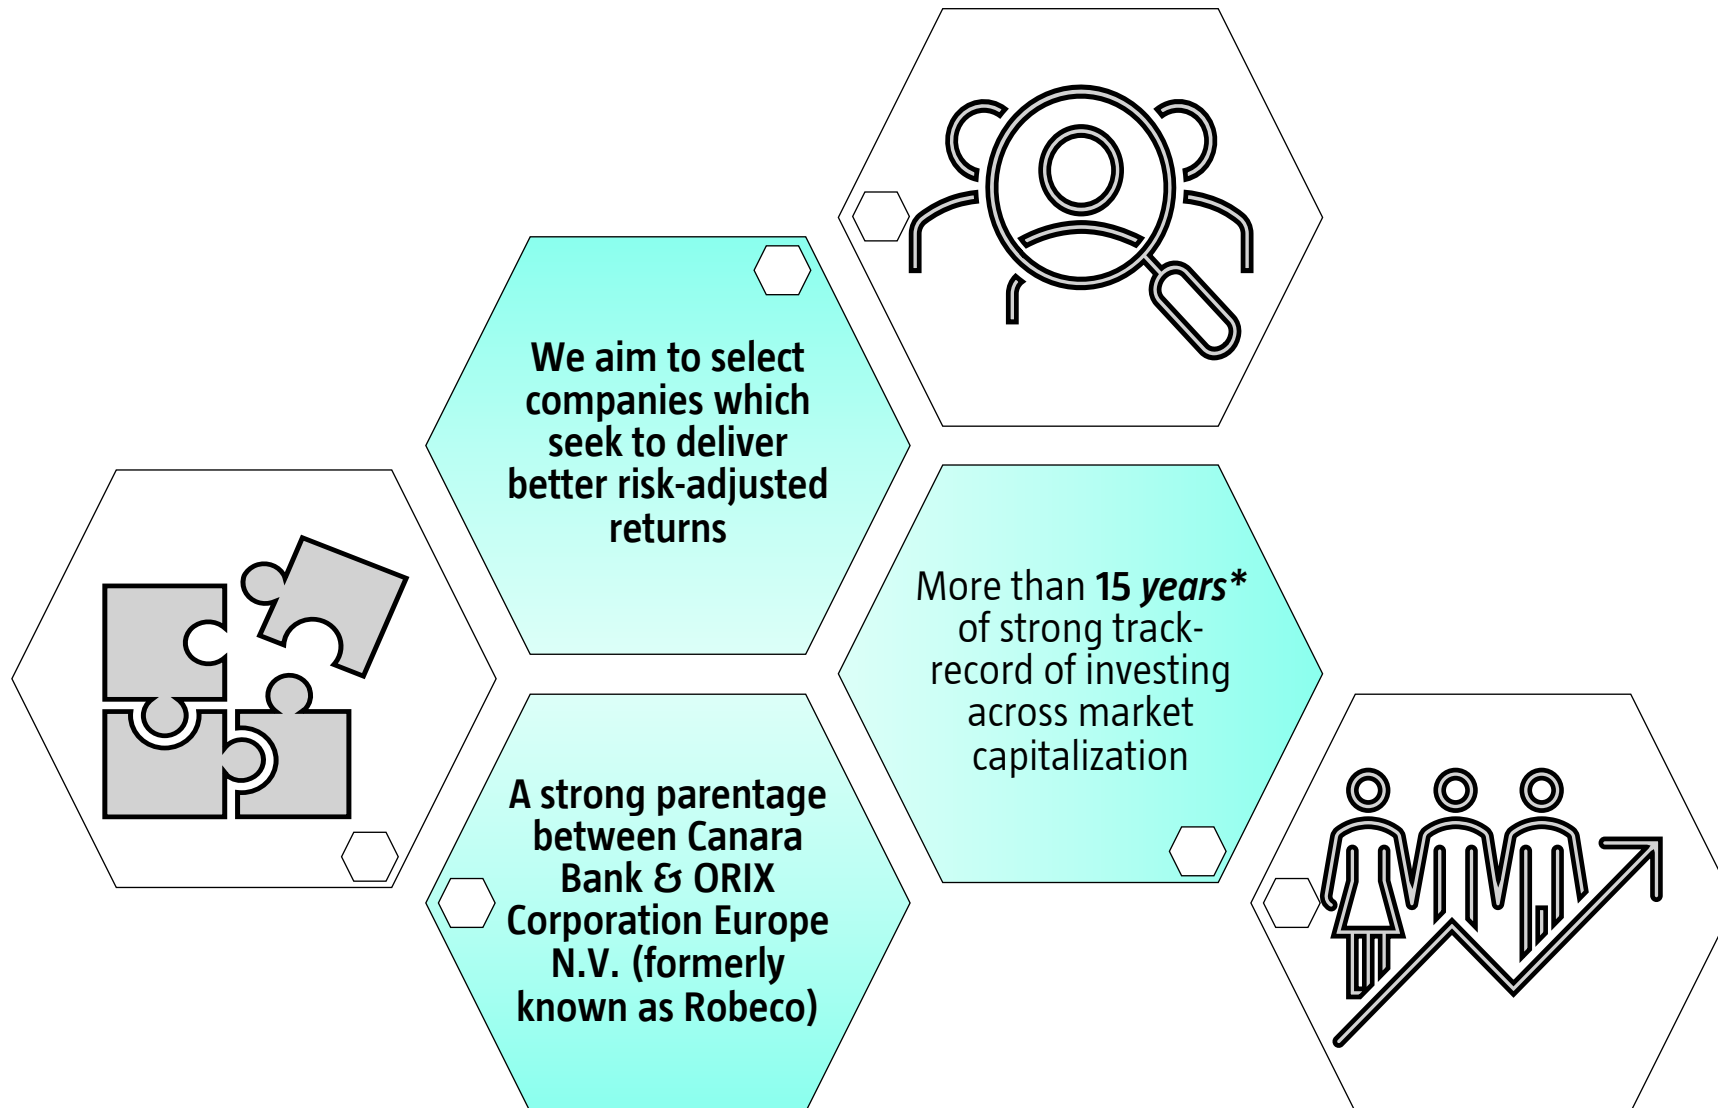 We aim to select
companies which
seek to deliver
better risk-adjusted
returns
More than 15 years*
of strong track-
record of investing
across market
capitalization
A strong parentage
between Canara
Bank & ORIX
Corporation Europe
N.V. (formerly
known as Robeco)